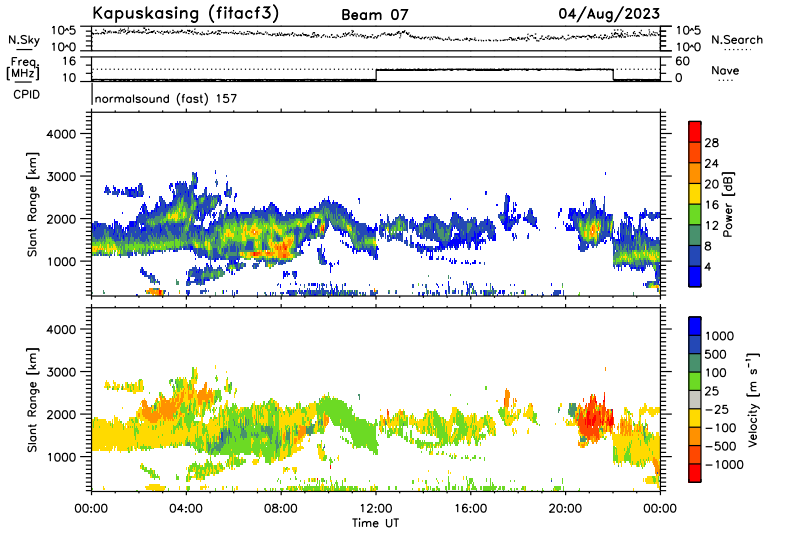 Kapuskasing (fitacf3) Beam 07 04/Aug/2023
N.Sky 10^5 10^0 10^5 10^0 N.Search
Freq. [MHz] 16 10 60 0 Nave
CPID normalsound (fast) 157
Slant Range [km] 4000 3000 2000 1000
Power [dB] 28 24 20 16 12 8 4
Slant Range [km] 4000 3000 2000 1000
Velocity [m s⁻¹] 1000 500 100 25 −25 −100 −500 −1000
00:00 04:00 08:00 12:00 16:00 20:00 00:00
Time UT